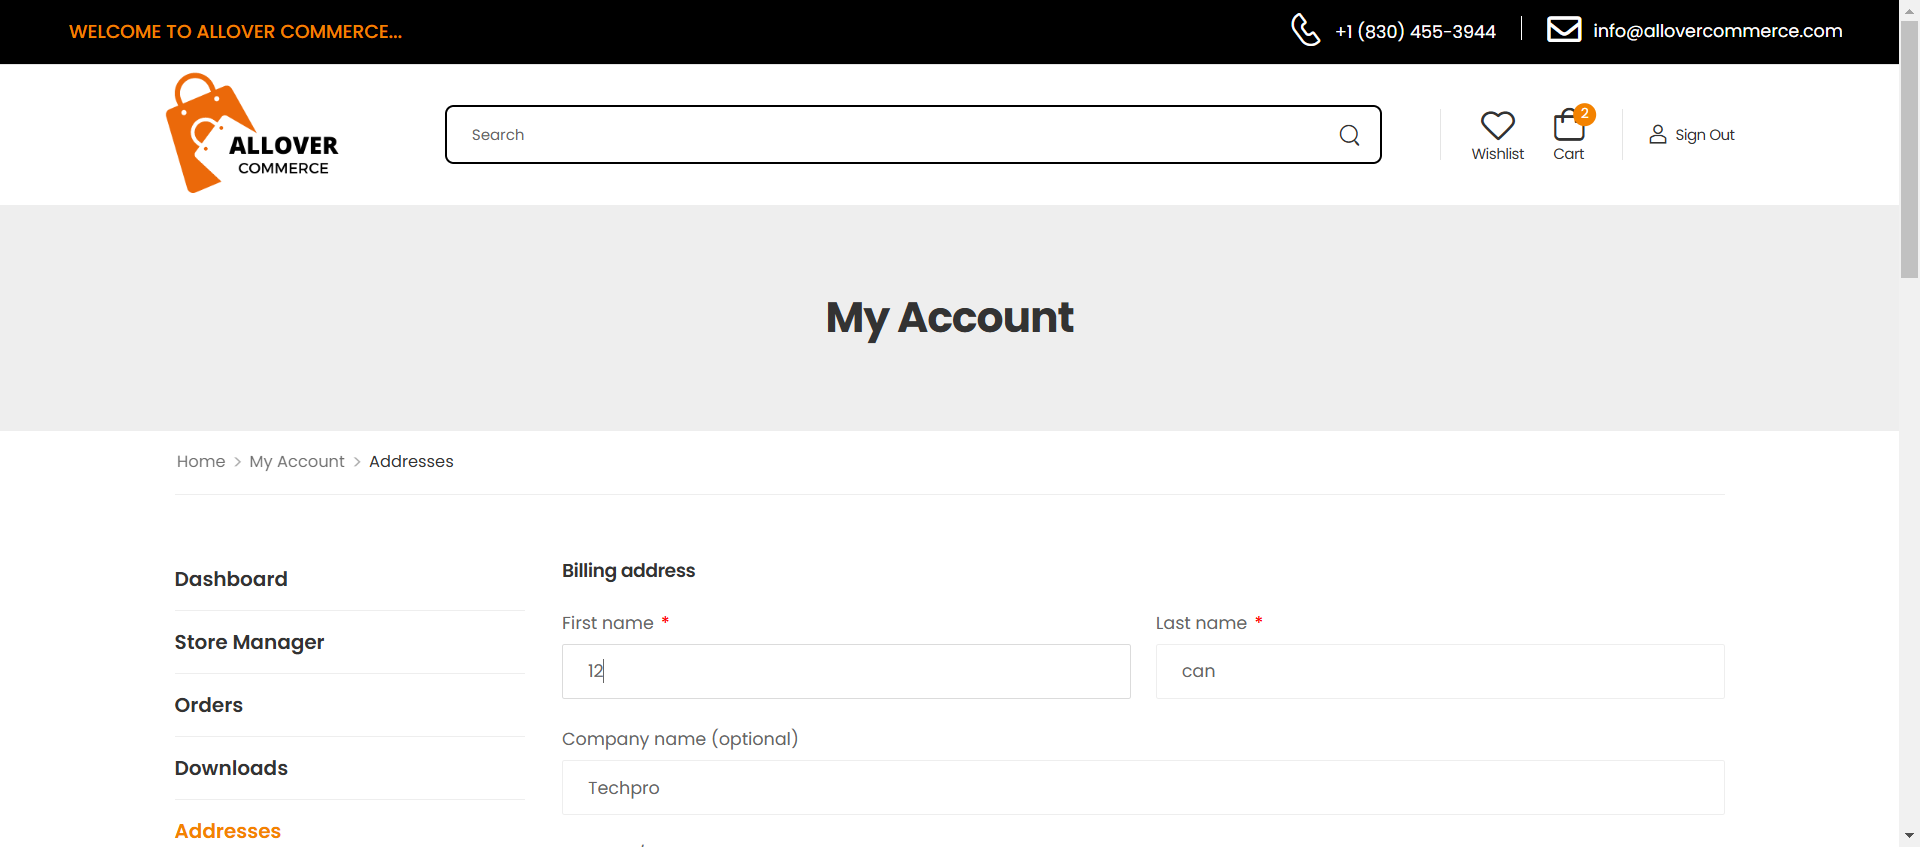 WELCOME TO ALLOVER COMMERCE...
+1 (830) 455-3944
info@allovercommerce.com
ALLOVER
COMMERCE
Search
Wishlist
2
Cart
Sign Out
My Account
Home > My Account > Addresses
Dashboard
Store Manager
Orders
Downloads
Addresses
Billing address
First name *
Last name *
12
can
Company name (optional)
Techpro